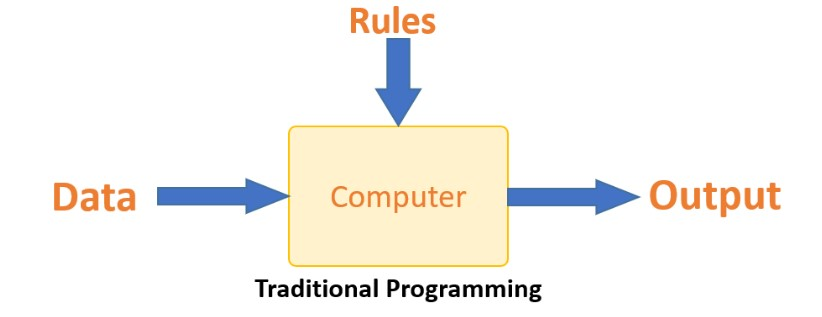 Rules
Data
Computer
Output
Traditional Programming